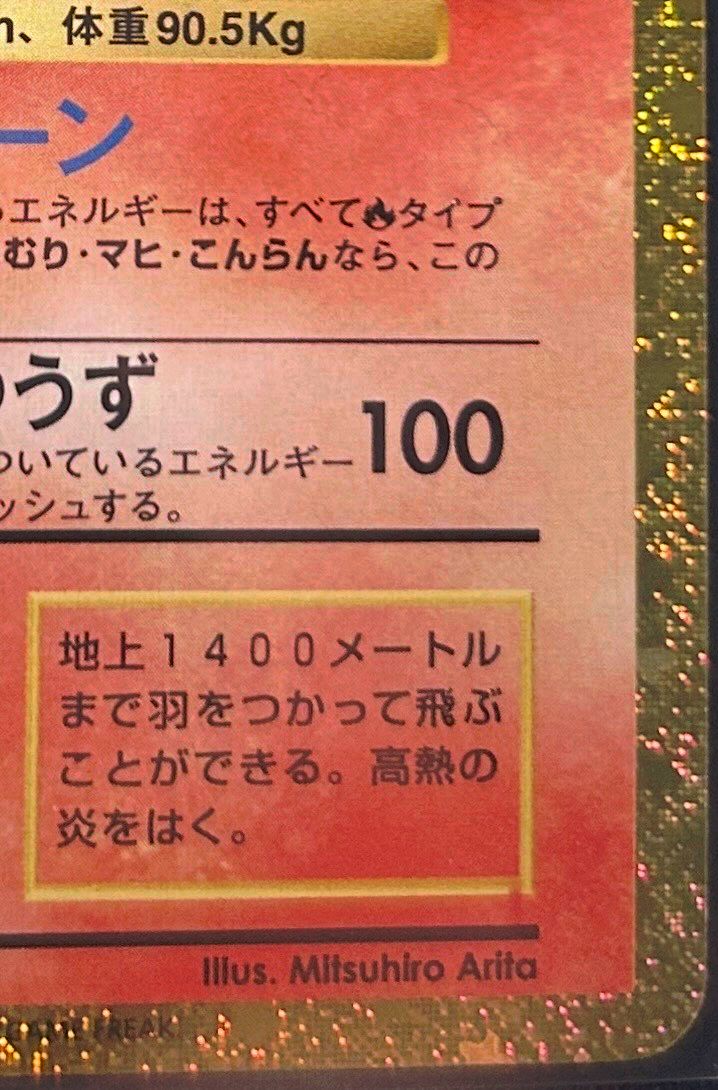 、体重90.5Kg
ーン
エネルギーは、すべて🔥タイプ
むり・マヒ・こんらんなら、この
うず
100
ついているエネルギー
ッシュする。
地上1400メートル
まで羽をつかって飛ぶ
ことができる。高熱の
炎をはく。
Illus. Mitsuhiro Arita
GAME FREAK